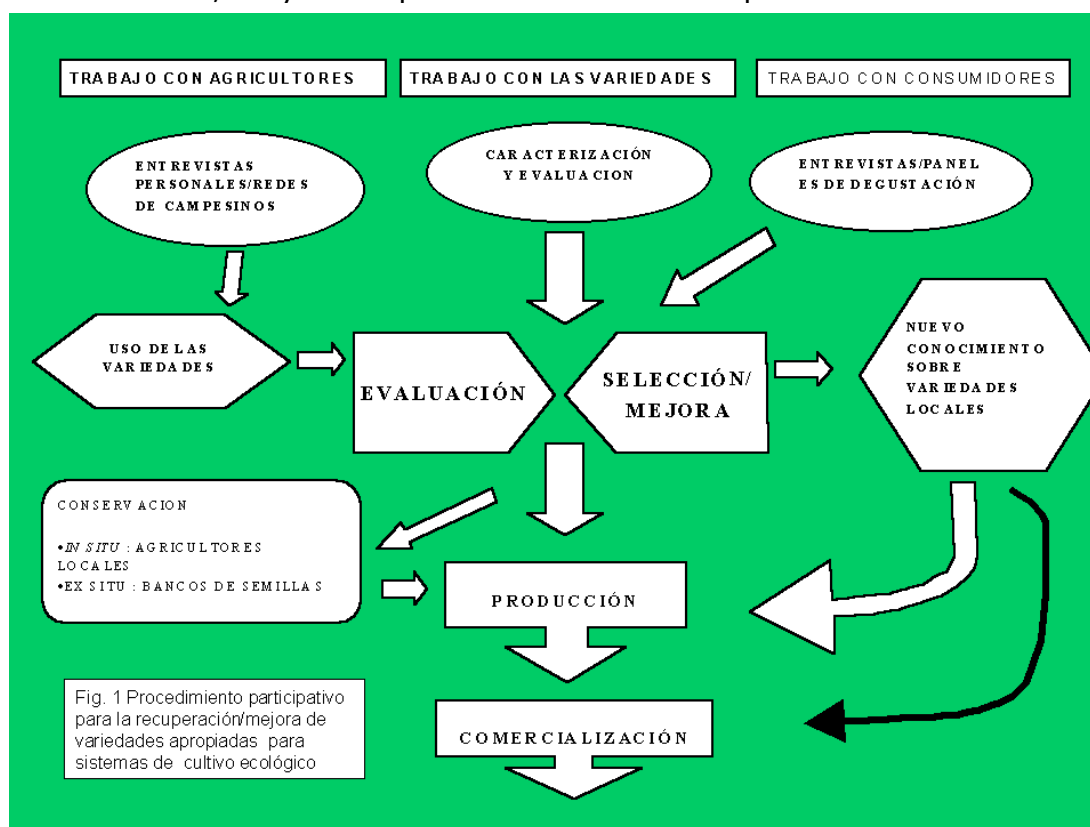 TRABAJO CON AGRICULTORES
TRABAJO CON LAS VARIEDADES
TRABAJO CON CONSUMIDORES
ENTREVISTAS
PERSONALES/REDES
DE CAMPESINOS
CARACTERIZACIÓN
Y EVALUACION
ENTREVISTAS/PANEL
ES DE DEGUSTACIÓN
USO DE LAS
VARIEDADES
EVALUACIÓN
SELECCIÓN/
MEJORA
NUEVO
CONOCIMIENTO
SOBRE
VARIEDADES
LOCALES
CONSERVACION
•IN SITU : AGRICULTORES
LOCALES
•EX SITU : BANCOS DE SEMILLAS
PRODUCCIÓN
COMERCIALIZACIÓN
Fig. 1 Procedimiento participativo
para la recuperación/mejora de
variedades apropiadas para
sistemas de cultivo ecológico